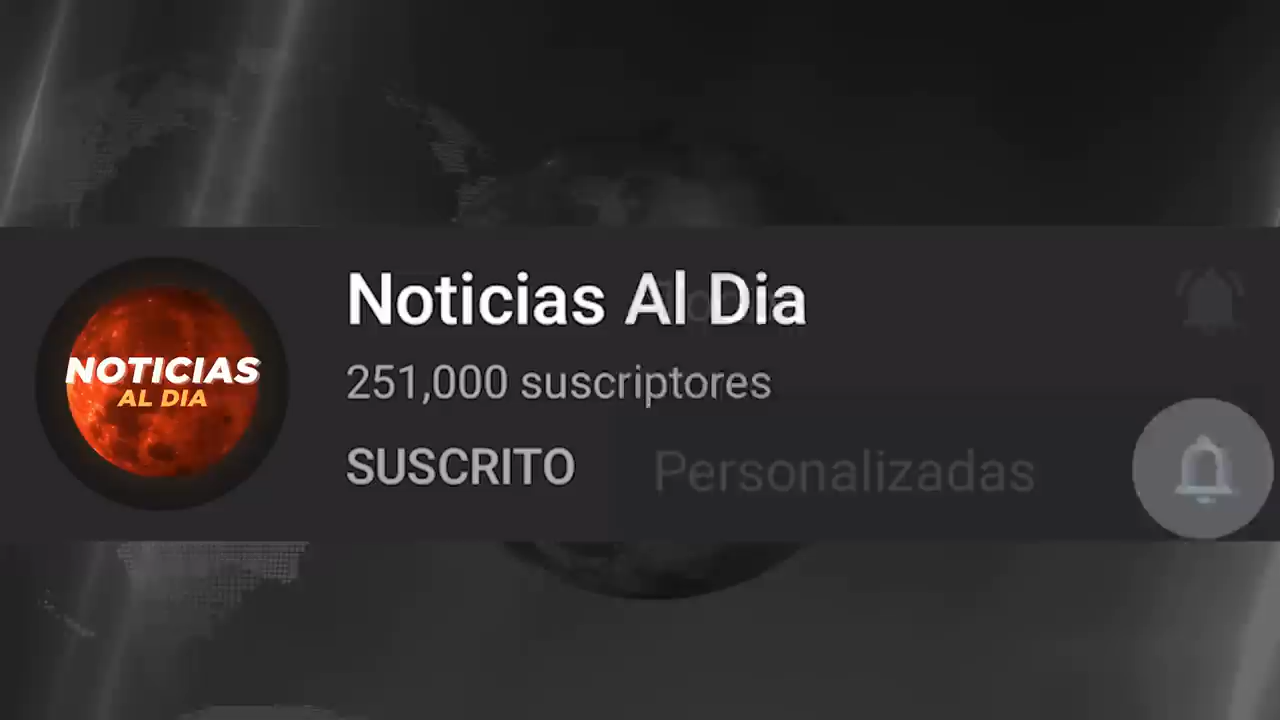 NOTICIAS
AL DIA
Noticias Al Dia
251,000 suscriptores
SUSCRITO
Personalizadas